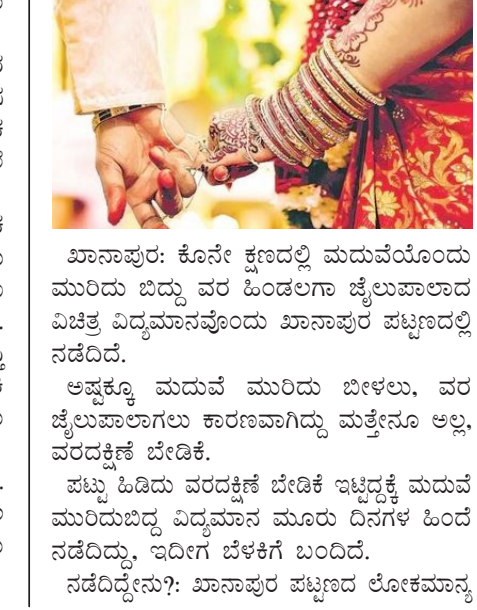 ಖಾನಾಪುರ: ಕೊನೇ ಕ್ಷಣದಲ್ಲಿ ಮದುವೆಯೊಂದು
ಮುರಿದು ಬಿದ್ದು ವರ ಹಿಂಡಲಗಾ ಜೈಲುಪಾಲಾದ
ವಿಚಿತ್ರ ವಿದ್ಯಮಾನವೊಂದು ಖಾನಾಪುರ ಪಟ್ಟಣದಲ್ಲಿ
ನಡೆದಿದೆ.
ಅಷ್ಟಕ್ಕೂ ಮದುವೆ ಮುರಿದು ಬೀಳಲು, ವರ
ಜೈಲುಪಾಲಾಗಲು ಕಾರಣವಾಗಿದ್ದು ಮತ್ತೇನೂ ಅಲ್ಲ,
ವರದಕ್ಷಿಣೆ ಬೇಡಿಕೆ.
ಪಟ್ಟು ಹಿಡಿದು ವರದಕ್ಷಿಣೆ ಬೇಡಿಕೆ ಇಟ್ಟಿದ್ದಕ್ಕೆ ಮದುವೆ
ಮುರಿದುಬಿದ್ದ ವಿದ್ಯಮಾನ ಮೂರು ದಿನಗಳ ಹಿಂದೆ
ನಡೆದಿದ್ದು, ಇದೀಗ ಬೆಳಕಿಗೆ ಬಂದಿದೆ.
ನಡೆದಿದ್ದೇನು?: ಖಾನಾಪುರ ಪಟ್ಟಣದ ಲೋಕಮಾನ್ಯ